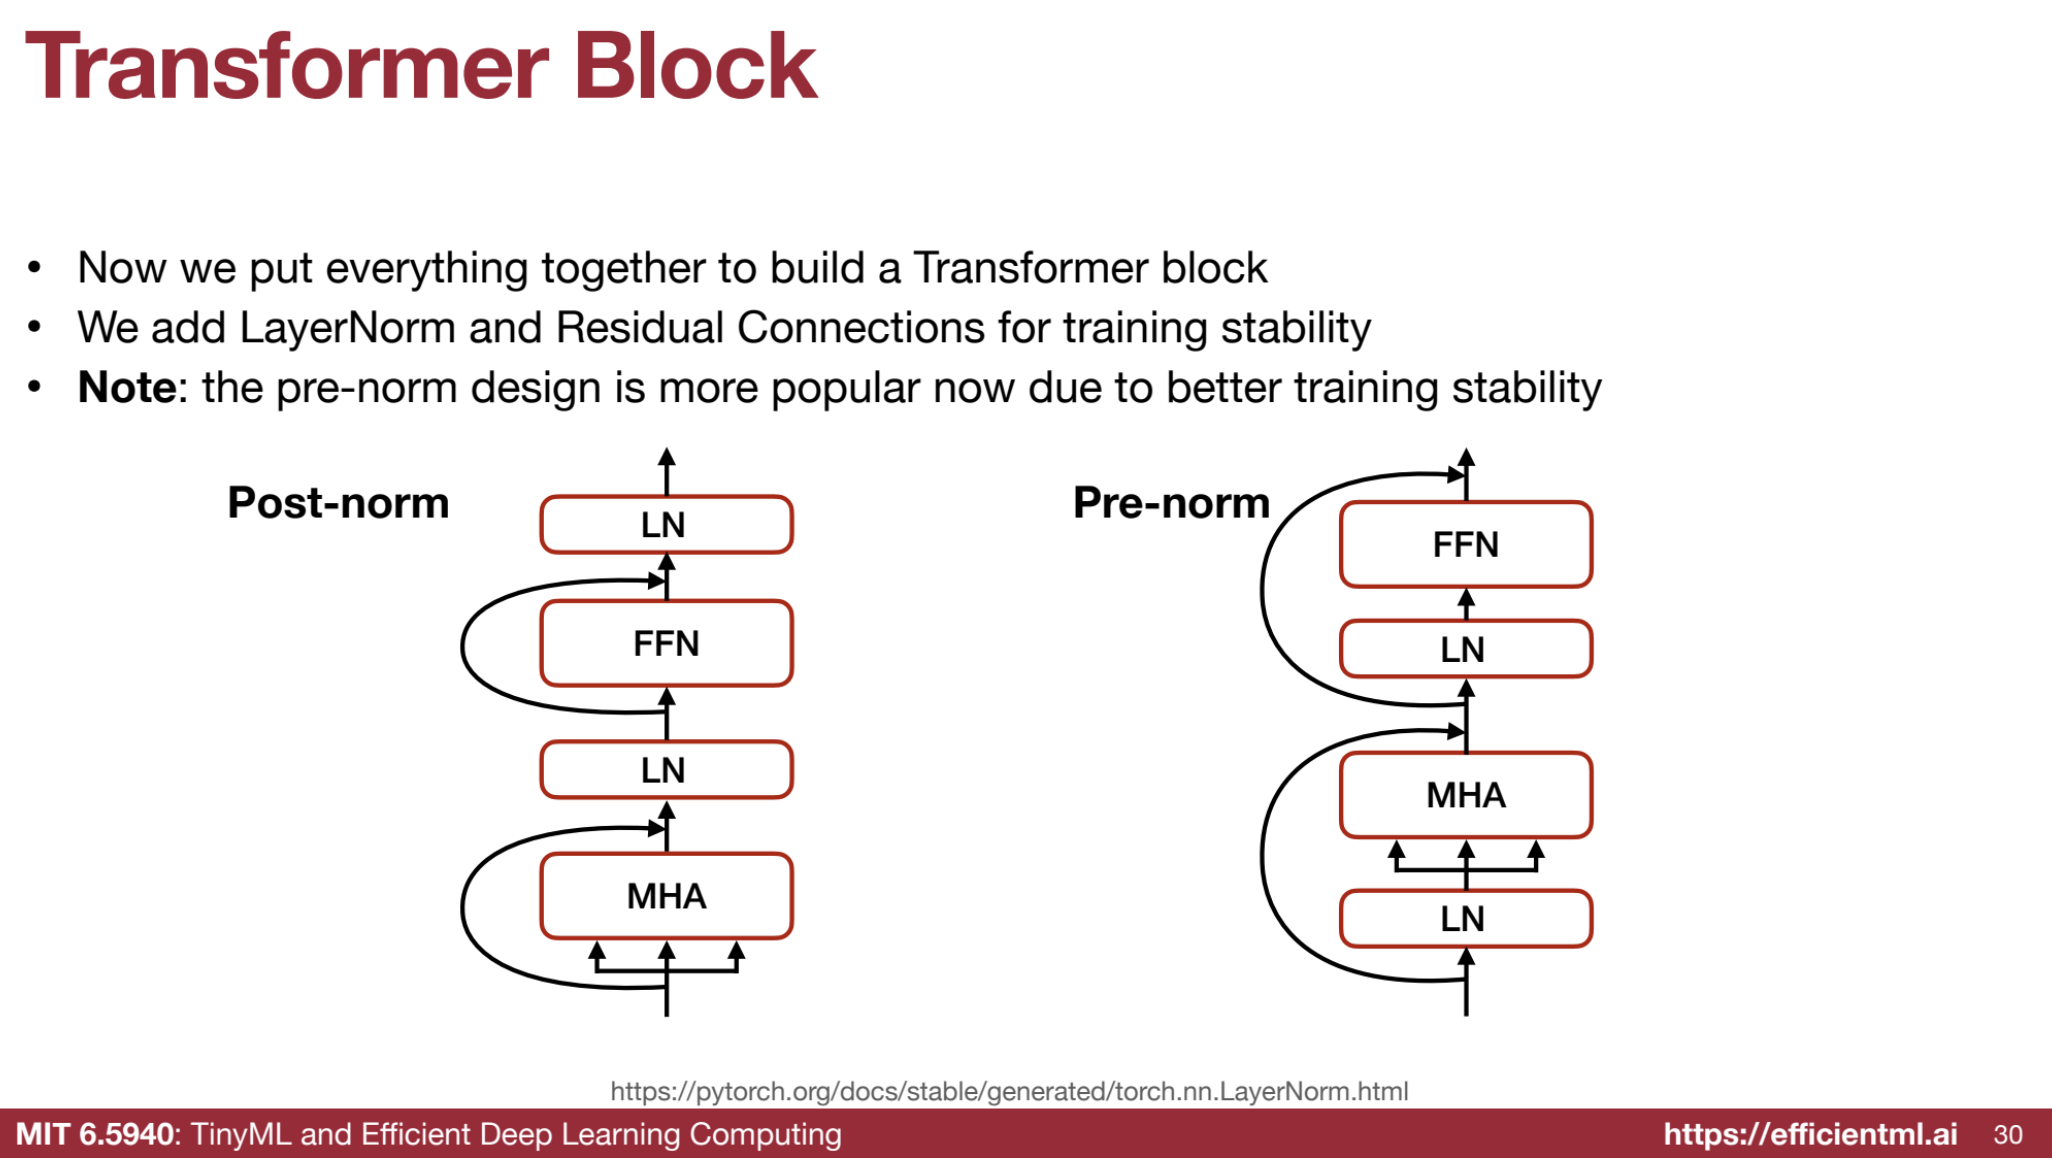 Transformer Block
• Now we put everything together to build a Transformer block
• We add LayerNorm and Residual Connections for training stability
• Note: the pre-norm design is more popular now due to better training stability
Post-norm
LN
FFN
LN
MHA
Pre-norm
FFN
LN
MHA
LN
https://pytorch.org/docs/stable/generated/torch.nn.LayerNorm.html
MIT 6.5940: TinyML and Efficient Deep Learning Computing
https://efficientml.ai 30